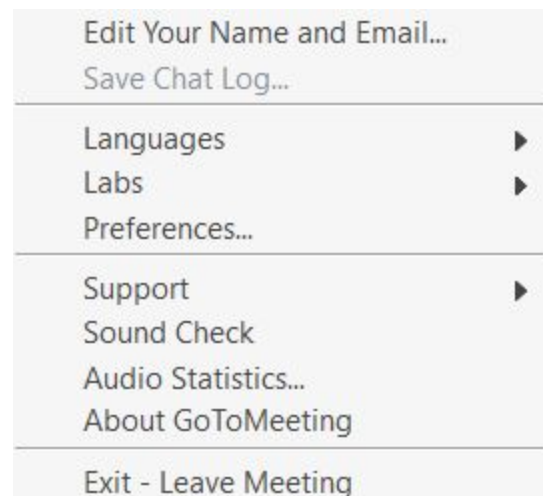 Edit Your Name and Email...
Save Chat Log...
Languages
Labs
Preferences...
Support
Sound Check
Audio Statistics...
About GoToMeeting
Exit - Leave Meeting